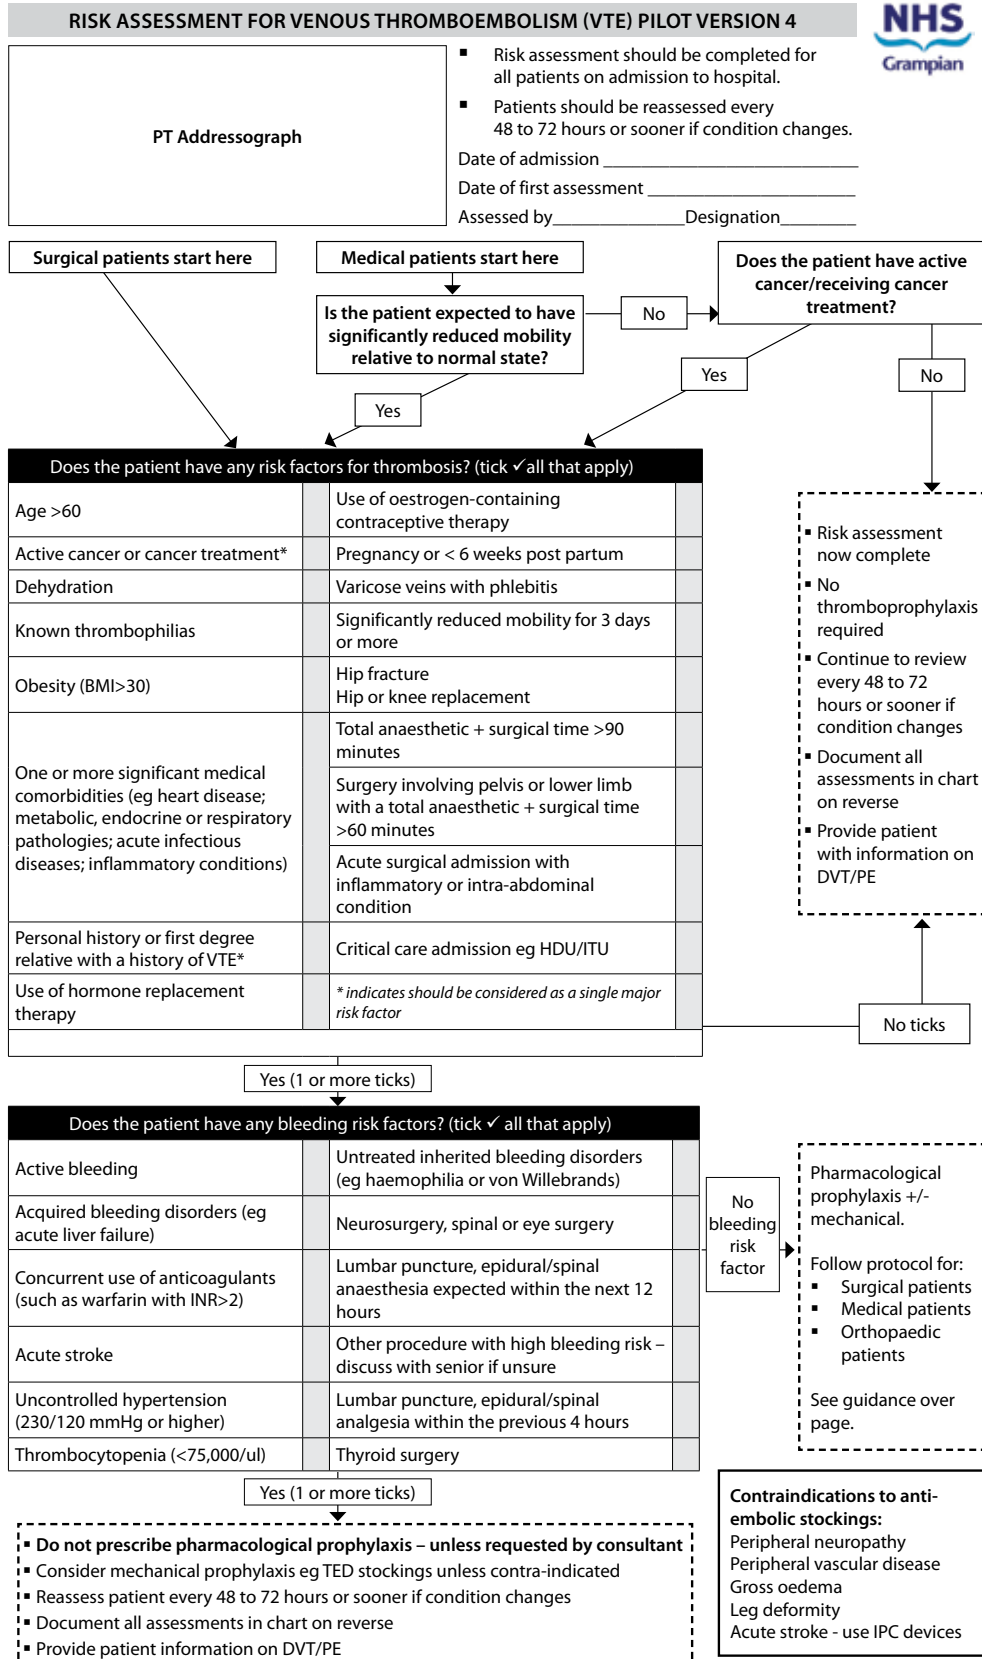 RISK ASSESSMENT FOR VENOUS THROMBOEMBOLISM (VTE) PILOT VERSION 4
NHS
Grampian
PT Addressograph
▪ Risk assessment should be completed for
all patients on admission to hospital.
▪ Patients should be reassessed every
48 to 72 hours or sooner if condition changes.
Date of admission ___________________________
Date of first assessment ______________________
Assessed by______________Designation________
Surgical patients start here
Medical patients start here
Is the patient expected to have
significantly reduced mobility
relative to normal state?
No
Yes
Does the patient have active
cancer/receiving cancer
treatment?
Yes
No
Does the patient have any risk factors for thrombosis? (tick ✓all that apply)
Age >60
Use of oestrogen-containing
contraceptive therapy
Active cancer or cancer treatment*
Pregnancy or < 6 weeks post partum
Dehydration
Varicose veins with phlebitis
Known thrombophilias
Significantly reduced mobility for 3 days
or more
Obesity (BMI>30)
Hip fracture
Hip or knee replacement
One or more significant medical
comorbidities (eg heart disease;
metabolic, endocrine or respiratory
pathologies; acute infectious
diseases; inflammatory conditions)
Total anaesthetic + surgical time >90
minutes
Surgery involving pelvis or lower limb
with a total anaesthetic + surgical time
>60 minutes
Acute surgical admission with
inflammatory or intra-abdominal
condition
Personal history or first degree
relative with a history of VTE*
Critical care admission eg HDU/ITU
Use of hormone replacement
therapy
* indicates should be considered as a single major
risk factor
▪ Risk assessment
now complete
▪ No
thromboprophylaxis
required
▪ Continue to review
every 48 to 72
hours or sooner if
condition changes
▪ Document all
assessments in chart
on reverse
▪ Provide patient
with information on
DVT/PE
No ticks
Yes (1 or more ticks)
Does the patient have any bleeding risk factors? (tick ✓ all that apply)
Active bleeding
Untreated inherited bleeding disorders
(eg haemophilia or von Willebrands)
Acquired bleeding disorders (eg
acute liver failure)
Neurosurgery, spinal or eye surgery
Concurrent use of anticoagulants
(such as warfarin with INR>2)
Lumbar puncture, epidural/spinal
anaesthesia expected within the next 12
hours
Acute stroke
Other procedure with high bleeding risk –
discuss with senior if unsure
Uncontrolled hypertension
(230/120 mmHg or higher)
Lumbar puncture, epidural/spinal
analgesia within the previous 4 hours
Thrombocytopenia (<75,000/ul)
Thyroid surgery
No
bleeding
risk
factor
Pharmacological
prophylaxis +/-
mechanical.
Follow protocol for:
▪ Surgical patients
▪ Medical patients
▪ Orthopaedic
patients
See guidance over
page.
Yes (1 or more ticks)
▪ Do not prescribe pharmacological prophylaxis – unless requested by consultant
▪ Consider mechanical prophylaxis eg TED stockings unless contra-indicated
▪ Reassess patient every 48 to 72 hours or sooner if condition changes
▪ Document all assessments in chart on reverse
▪ Provide patient information on DVT/PE
Contraindications to anti-
embolic stockings:
Peripheral neuropathy
Peripheral vascular disease
Gross oedema
Leg deformity
Acute stroke - use IPC devices